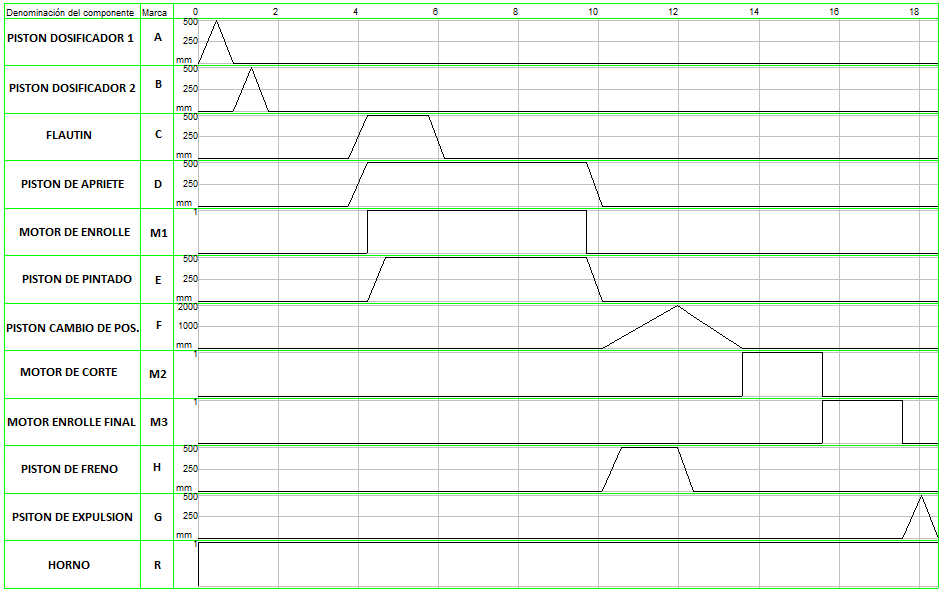 Denominación del componente Marca 0 2 4 6 8 10 12 14 16 18
PISTON DOSIFICADOR 1 A 500 250 mm
PISTON DOSIFICADOR 2 B 500 250 mm
FLAUTIN C 500 250 mm
PISTON DE APRIETE D 500 250 mm
MOTOR DE ENROLLE M1 1
PISTON DE PINTADO E 500 250 mm
PISTON CAMBIO DE POS. F 2000 1000 mm
MOTOR DE CORTE M2 1
MOTOR ENROLLE FINAL M3 1
PISTON DE FRENO H 500 250 mm
PSITON DE EXPULSION G 500 250 mm
HORNO R 1